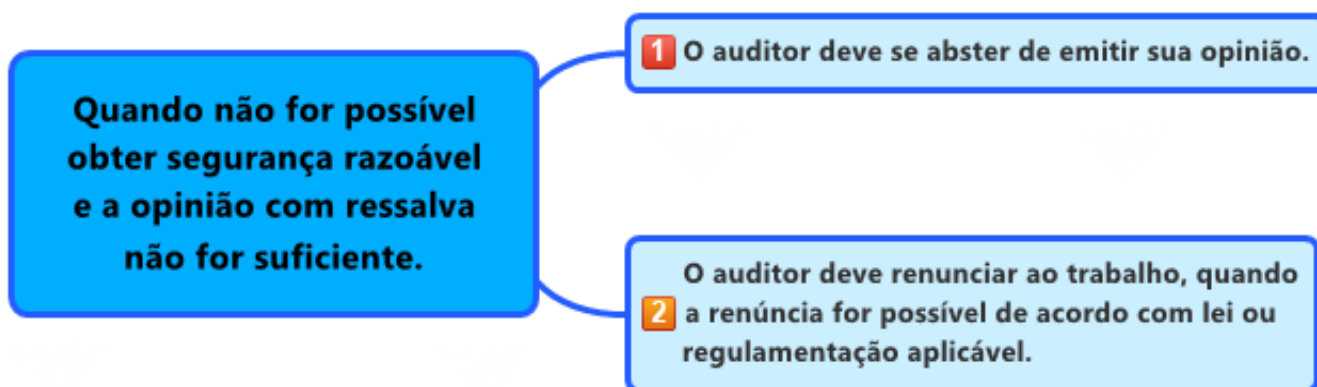 Quando não for possível
obter segurança razoável
e a opinião com ressalva
não for suficiente.
1 O auditor deve se abster de emitir sua opinião.
O auditor deve renunciar ao trabalho, quando
2 a renúncia for possível de acordo com lei ou
regulamentação aplicável.